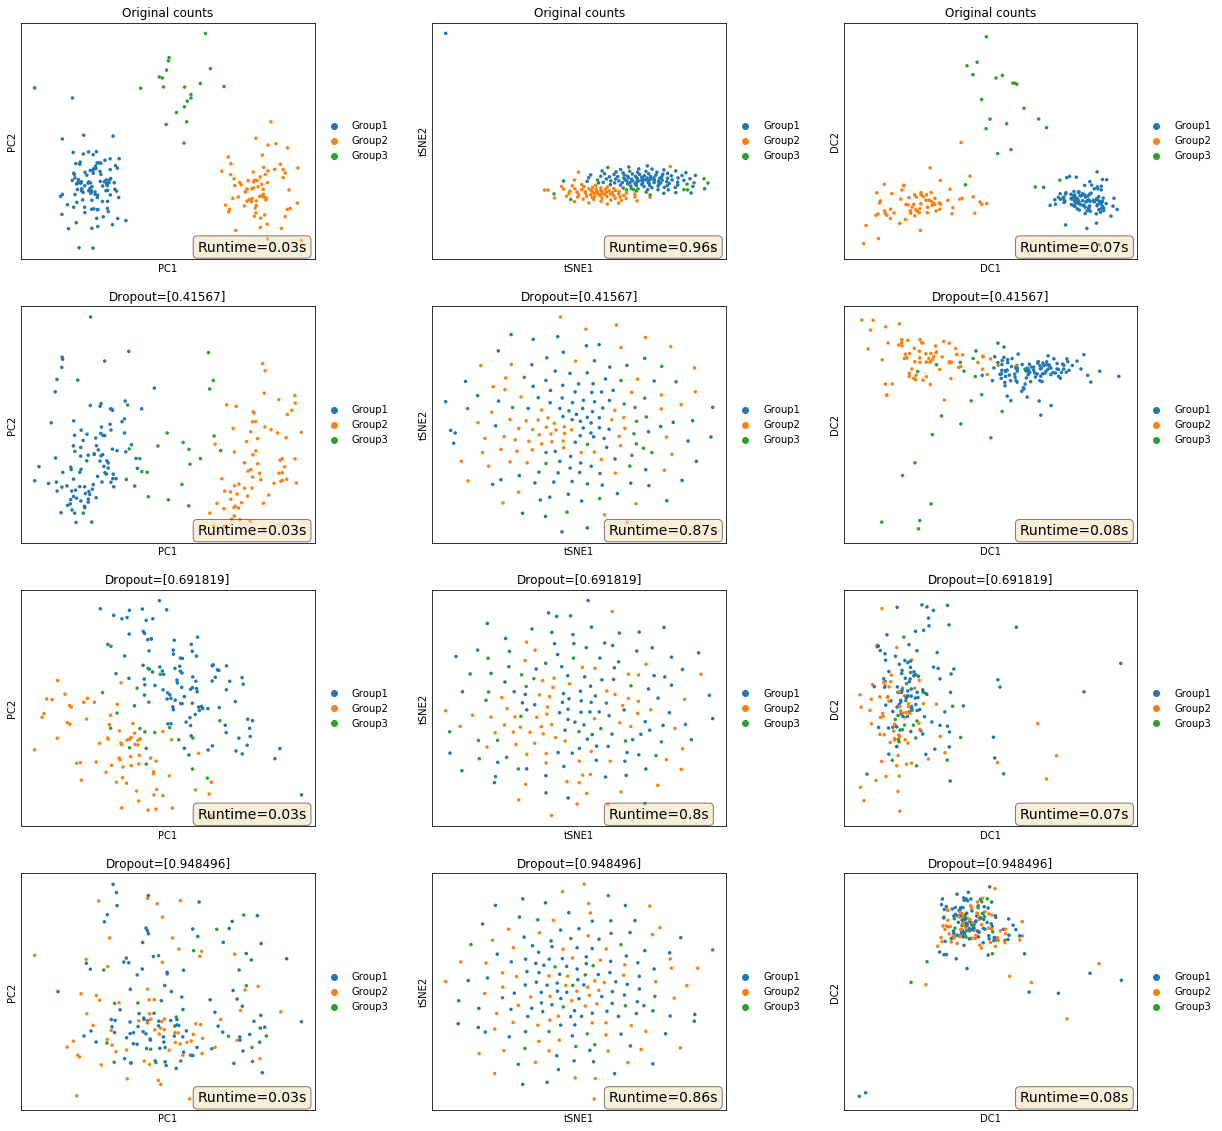 Original counts
PC2
PC1
Group1
Group2
Group3
Runtime=0.03s
Original counts
tSNE2
tSNE1
Group1
Group2
Group3
Runtime=0.96s
Original counts
DC2
DC1
Group1
Group2
Group3
Runtime=0.07s
Dropout=[0.41567]
PC2
PC1
Group1
Group2
Group3
Runtime=0.03s
Dropout=[0.41567]
tSNE2
tSNE1
Group1
Group2
Group3
Runtime=0.87s
Dropout=[0.41567]
DC2
DC1
Group1
Group2
Group3
Runtime=0.08s
Dropout=[0.691819]
PC2
PC1
Group1
Group2
Group3
Runtime=0.03s
Dropout=[0.691819]
tSNE2
tSNE1
Group1
Group2
Group3
Runtime=0.8s
Dropout=[0.691819]
DC2
DC1
Group1
Group2
Group3
Runtime=0.07s
Dropout=[0.948496]
PC2
PC1
Group1
Group2
Group3
Runtime=0.03s
Dropout=[0.948496]
tSNE2
tSNE1
Group1
Group2
Group3
Runtime=0.86s
Dropout=[0.948496]
DC2
DC1
Group1
Group2
Group3
Runtime=0.08s